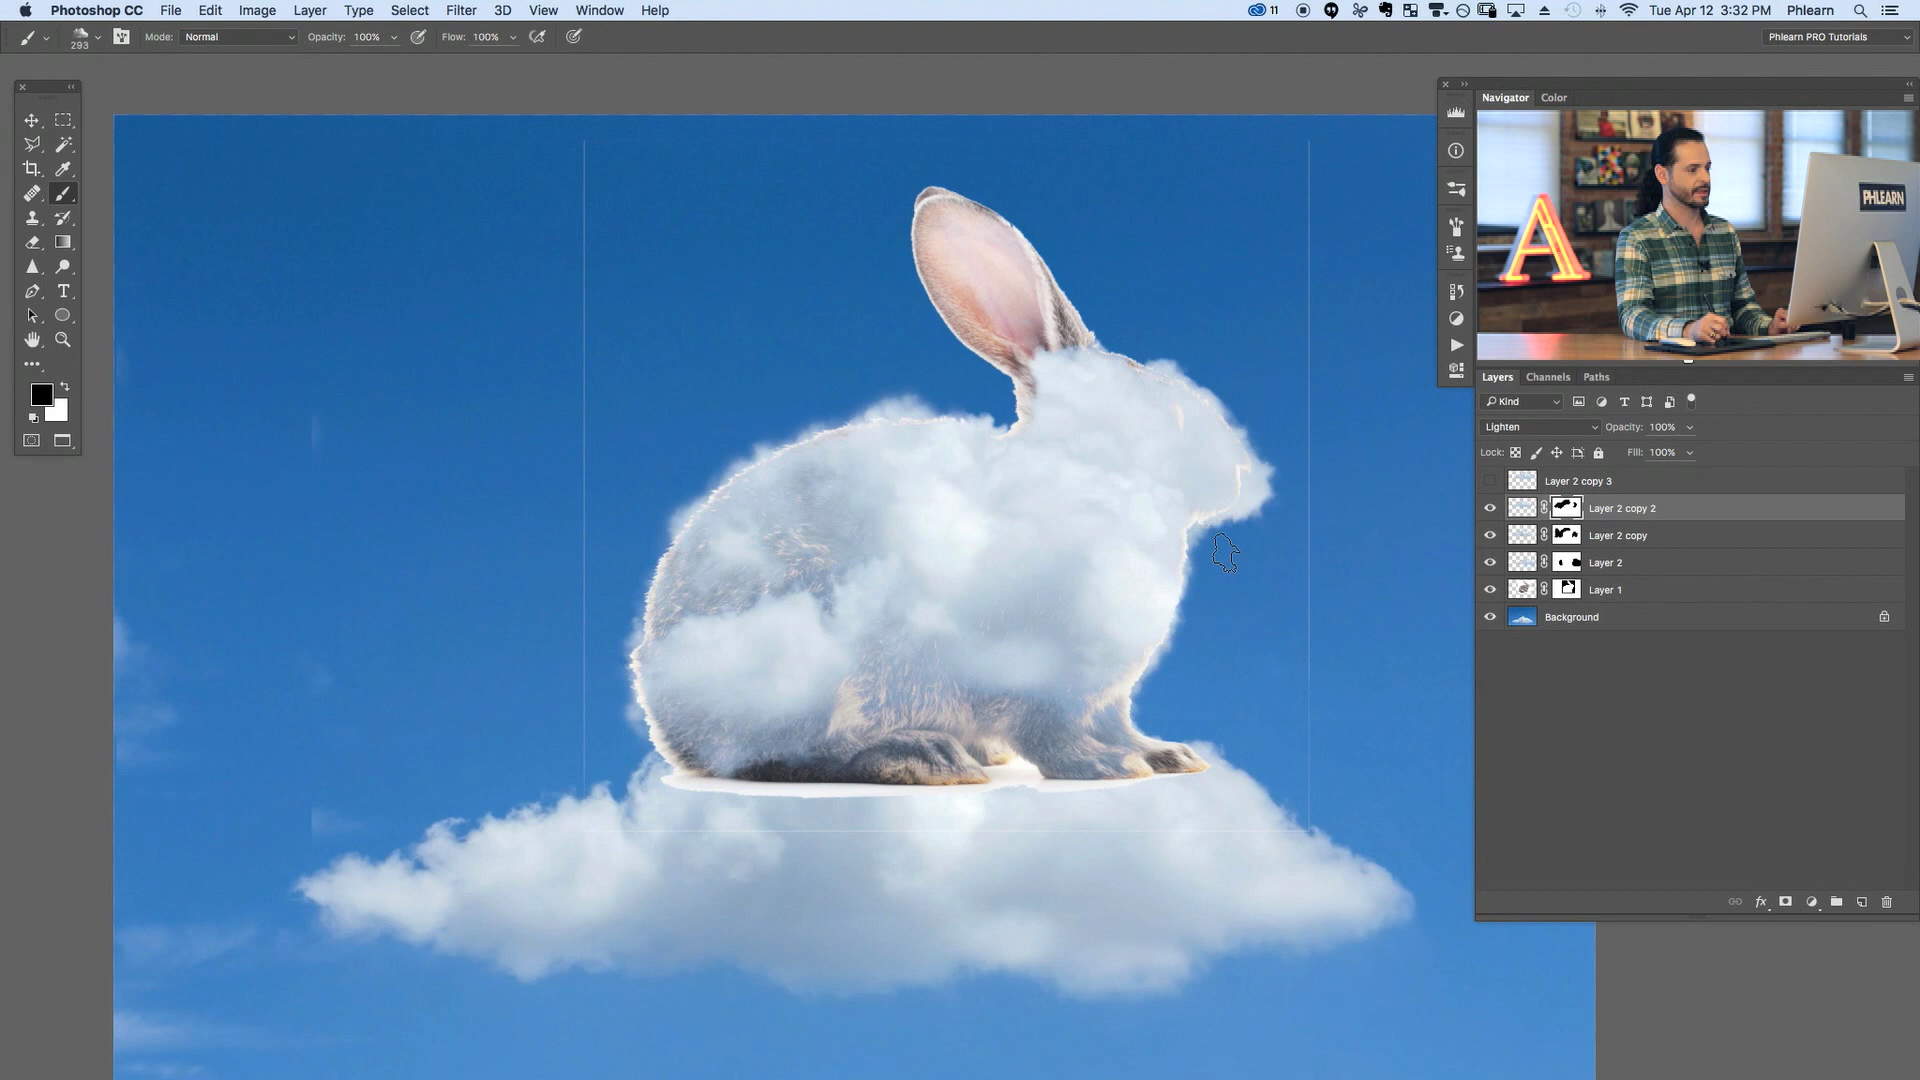 Photoshop CC File Edit Image Layer Type Select Filter 3D View Window Help 11 Tue Apr 12 3:32 PM Phlearn
293 Mode: Normal Opacity: 100% Flow: 100% Phlearn PRO Tutorials
Navigator Color
PHLEARN
A
Layers Channels Paths
Kind
Lighten Opacity: 100%
Lock: Fill: 100%
Layer 2 copy 3
Layer 2 copy 2
Layer 2 copy
Layer 2
Layer 1
Background
fx